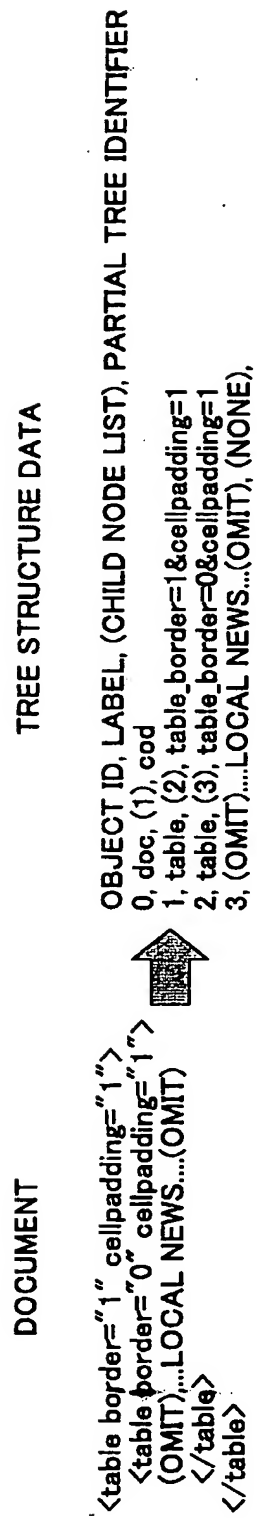 DOCUMENT
<table border="1" cellpadding="1">
<table border="0" cellpadding="1">
(OMIT)....LOCAL NEWS....(OMIT)
</table>
</table>
TREE STRUCTURE DATA
OBJECT ID, LABEL, (CHILD NODE LIST), PARTIAL TREE IDENTIFIER
0, doc, (1), cod
1, table, (2), table_border=1&cellpadding=1
2, table, (3), table_border=0&cellpadding=1
3, (OMIT)....LOCAL NEWS...(OMIT), (NONE),